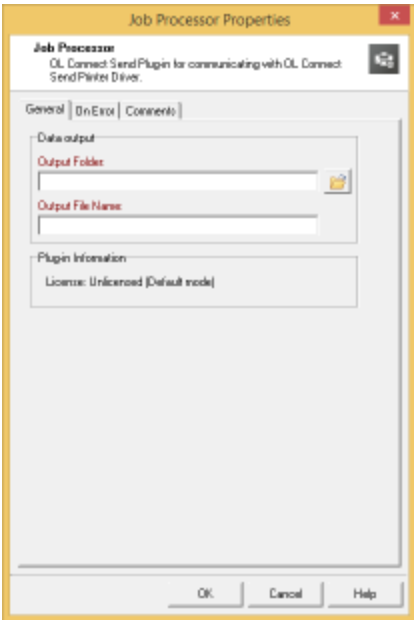 Job Processor Properties
Job Processor
OL Connect Send Plugin for communicating with OL Connect
Send Printer Driver.
General
On Error
Comments
Data output
Output Folder:
Output File Name:
Plugin Information
License: Unlicensed (Default mode)
OK
Cancel
Help